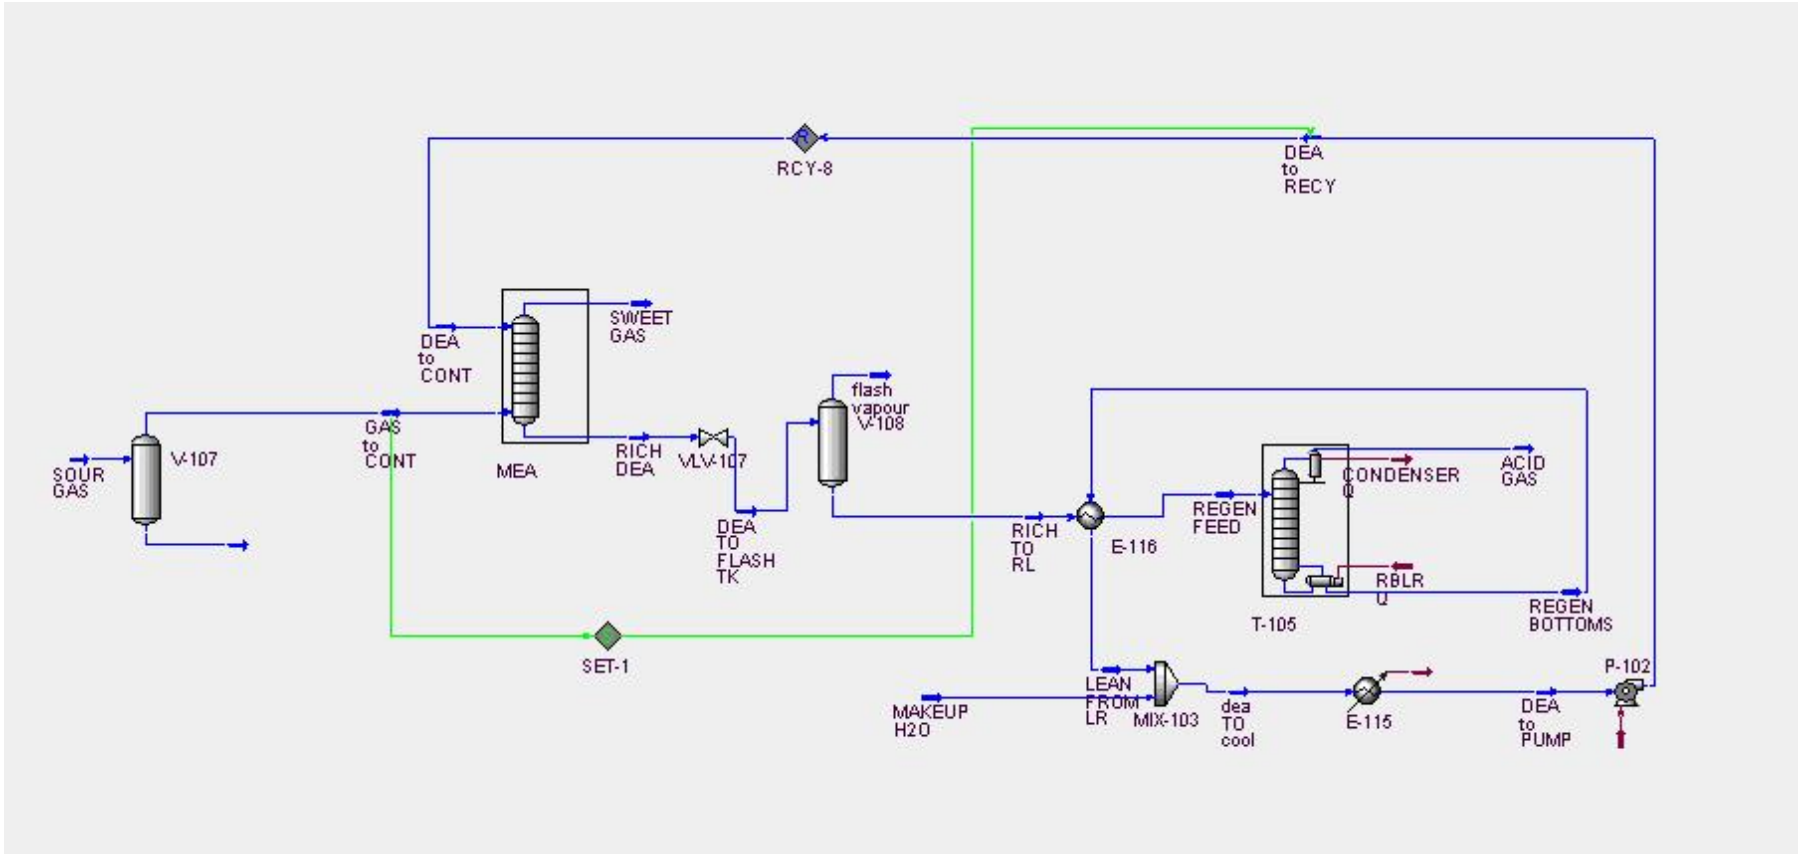 R
RCY-8
DEA
to
RECY
SWEET
GAS
DEA
to
CONT
flash
vapour
V-108
GAS
to
CONT
RICH
DEA
VLV-107
MEA
V-107
SOUR
GAS
ACID
GAS
CONDENSER
Q
REGEN
FEED
DEA
TO
FLASH
TK
RICH
TO
RL
E-116
RBLR
Q
REGEN
BOTTOMS
T-105
SET-1
P-102
LEAN
FROM
LR
MAKEUP
H2O
MIX-103
dea
TO
cool
E-115
DEA
to
PUMP